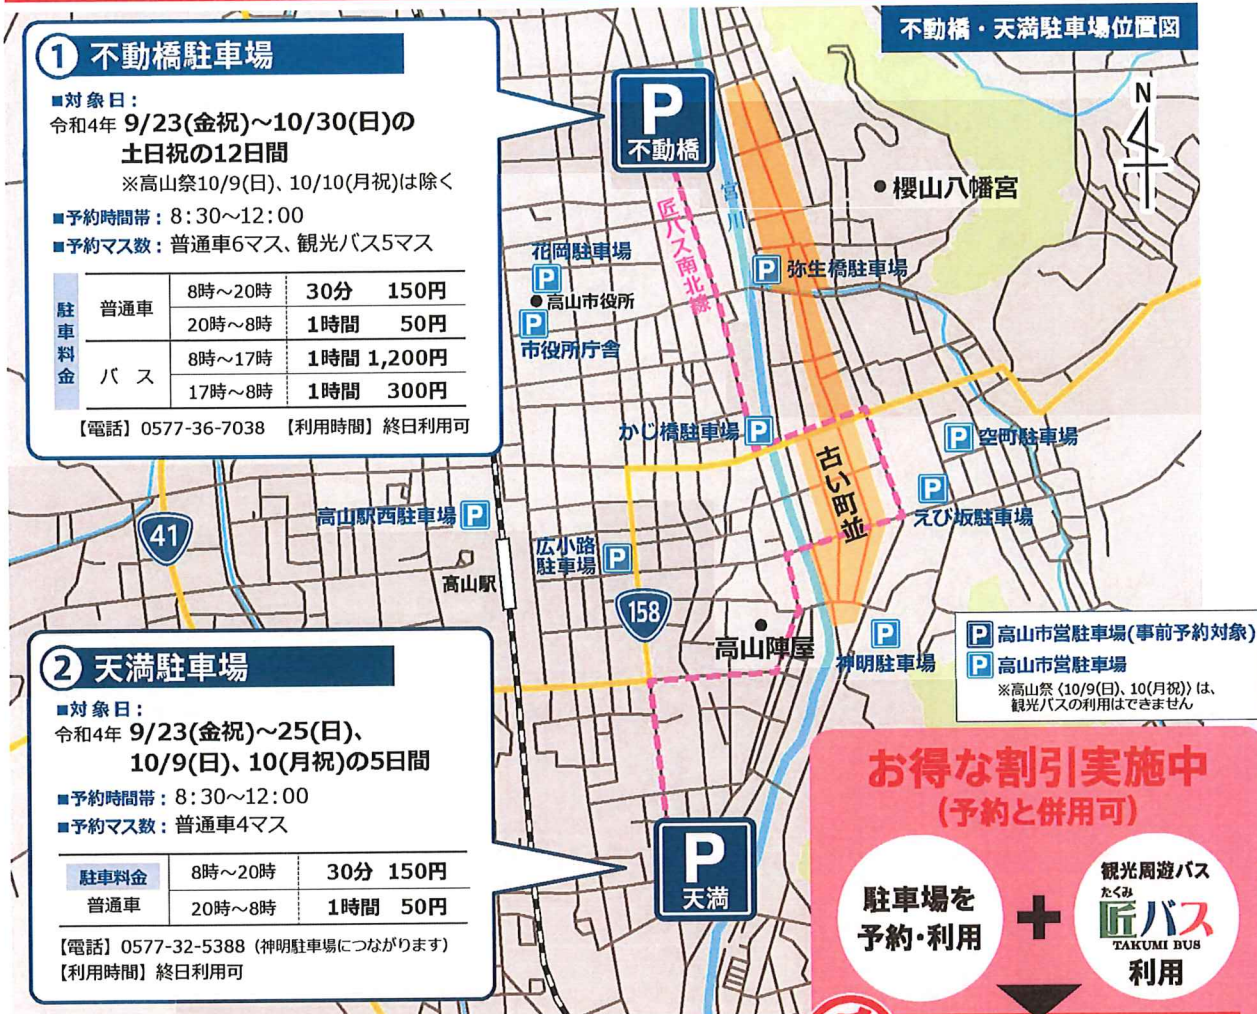 不動橋・天満駐車場位置図
① 不動橋駐車場
■対象日：
令和4年 9/23(金祝)～10/30(日)の
土日祝の12日間
※高山祭10/9(日)、10/10(月祝)は除く
■予約時間帯：8:30～12:00
■予約マス数：普通車6マス、観光バス5マス
駐車料金
普通車 8時～20時 30分 150円
20時～8時 1時間 50円
バス 8時～17時 1時間 1,200円
17時～8時 1時間 300円
【電話】0577-36-7038 【利用時間】終日利用可
P
不動橋
N
宮川
匠バス南北線
櫻山八幡宮
花岡駐車場
P
高山市役所
P
市役所庁舎
P 弥生橋駐車場
かじ橋駐車場 P
P 空町駐車場
古い町並
P
えび坂駐車場
高山駅西駐車場 P
41
広小路
駐車場 P
高山駅
158
高山陣屋
P
神明駐車場
P 高山市営駐車場(事前予約対象)
P 高山市営駐車場
※高山祭〈10/9(日)、10(月祝)〉は、
観光バスの利用はできません
② 天満駐車場
■対象日：
令和4年 9/23(金祝)～25(日)、
10/9(日)、10(月祝)の5日間
■予約時間帯：8:30～12:00
■予約マス数：普通車4マス
駐車料金 8時～20時 30分 150円
普通車 20時～8時 1時間 50円
【電話】0577-32-5388 (神明駐車場につながります)
【利用時間】終日利用可
P
天満
お得な割引実施中
(予約と併用可)
駐車場を
予約・利用
+
観光周遊バス
たくみ
匠バス
TAKUMI BUS
利用